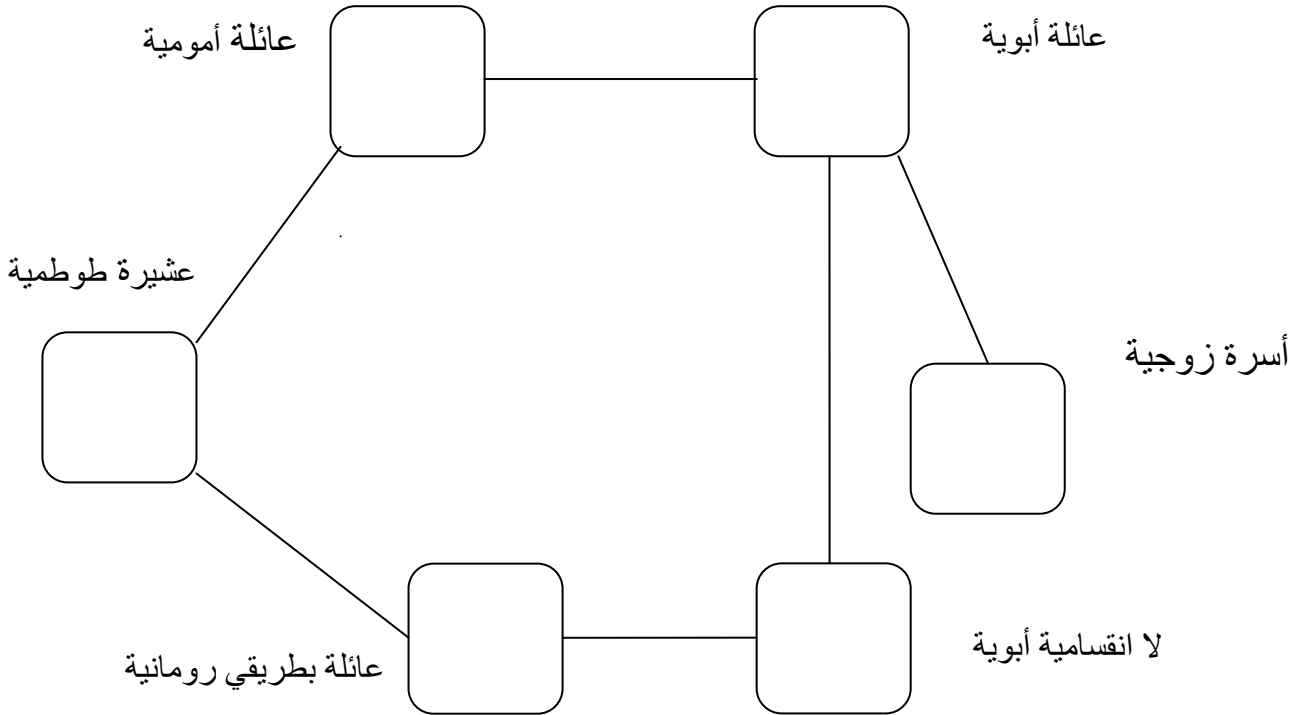 عائلة أبوية
عائلة أمومية
عشيرة طوطمية
أسرة زوجية
لا انقسامية أبوية
عائلة بطريقي رومانية